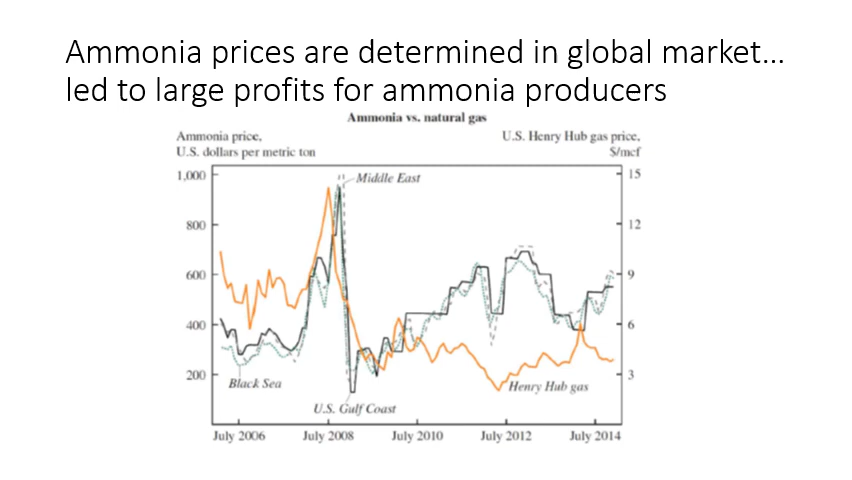 Ammonia prices are determined in global market…
led to large profits for ammonia producers
Ammonia vs. natural gas
Ammonia price,
U.S. dollars per metric ton
U.S. Henry Hub gas price,
$/mcf
1,000
15
Middle East
800
12
600
9
400
6
200
3
Black Sea
Henry Hub gas
U.S. Gulf Coast
July 2006
July 2008
July 2010
July 2012
July 2014